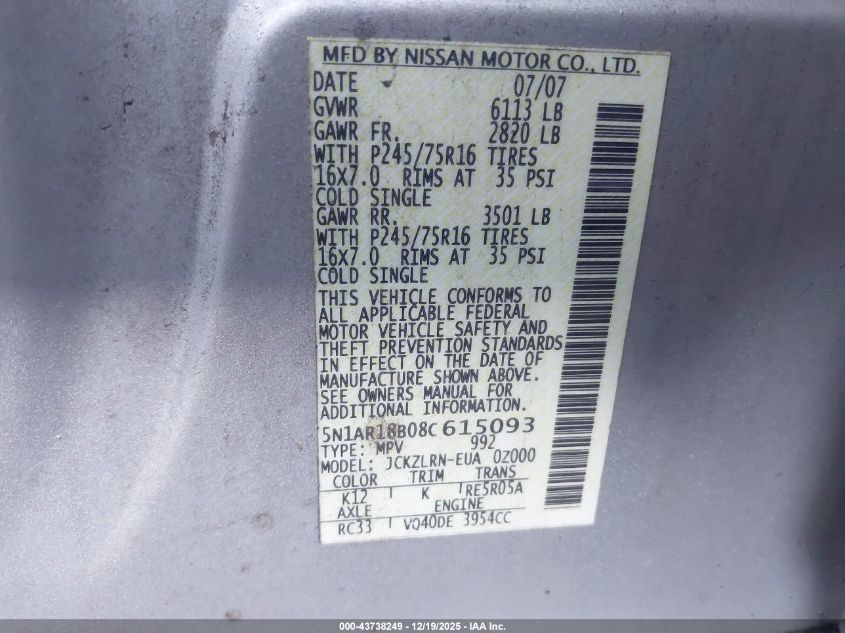 MFD BY NISSAN MOTOR CO., LTD.
DATE 07/07
GVWR 6113 LB
GAWR FR. 2820 LB
WITH P245/75R16 TIRES
16X7.0 RIMS AT 35 PSI
COLD SINGLE
GAWR RR. 3501 LB
WITH P245/75R16 TIRES
16X7.0 RIMS AT 35 PSI
COLD SINGLE
THIS VEHICLE CONFORMS TO
ALL APPLICABLE FEDERAL
MOTOR VEHICLE SAFETY AND
THEFT PREVENTION STANDARDS
IN EFFECT ON THE DATE OF
MANUFACTURE SHOWN ABOVE.
SEE OWNERS MANUAL FOR
ADDITIONAL INFORMATION.
5N1AR18B08C 615093
TYPE: MPV 992
MODEL: JCKZLRN-EUA 0Z000
COLOR TRIM TRANS
K12 K RE5R05A
AXLE ENGINE
RC33 VQ40DE 3954CC
000-43738249 - 12/19/2025 - IAA Inc.